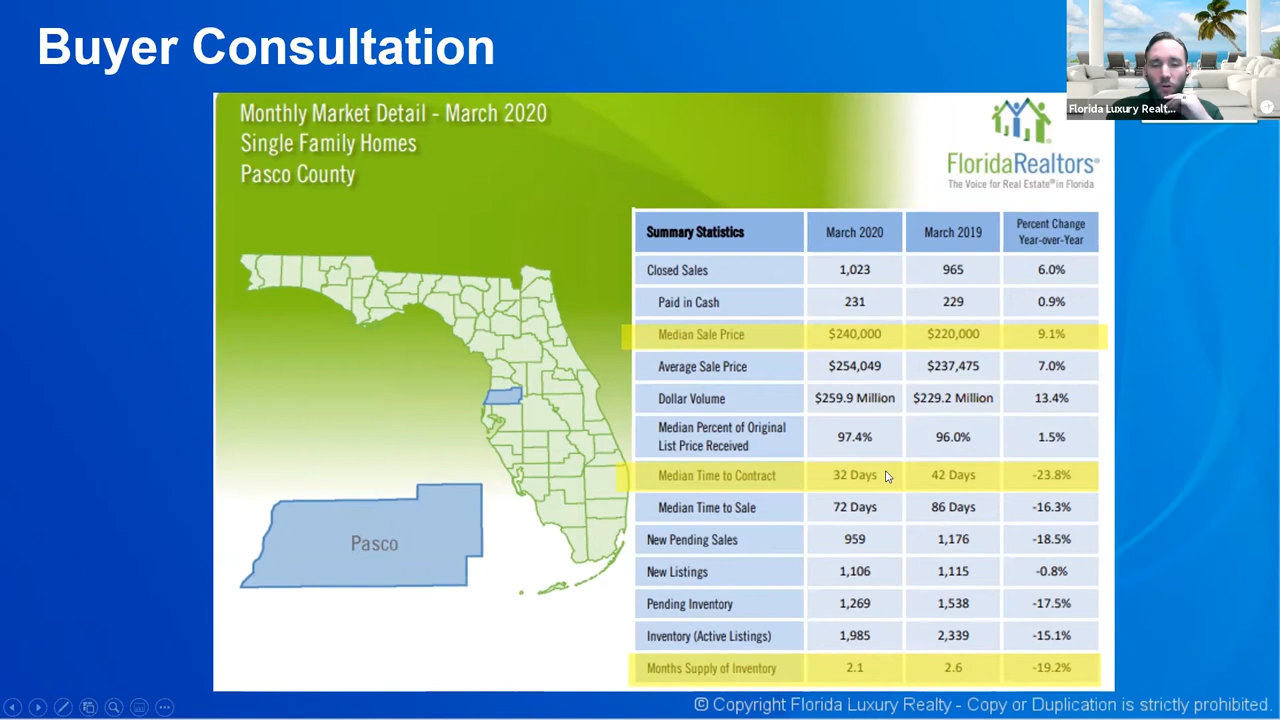 Buyer Consultation
Florida Luxury Realt...
Monthly Market Detail - March 2020
Single Family Homes
Pasco County
FloridaRealtors®
The Voice for Real Estate® in Florida
Summary Statistics March 2020 March 2019 Percent Change Year-over-Year
Closed Sales 1,023 965 6.0%
Paid in Cash 231 229 0.9%
Median Sale Price $240,000 $220,000 9.1%
Average Sale Price $254,049 $237,475 7.0%
Dollar Volume $259.9 Million $229.2 Million 13.4%
Median Percent of Original List Price Received 97.4% 96.0% 1.5%
Median Time to Contract 32 Days 42 Days -23.8%
Median Time to Sale 72 Days 86 Days -16.3%
New Pending Sales 959 1,176 -18.5%
New Listings 1,106 1,115 -0.8%
Pending Inventory 1,269 1,538 -17.5%
Inventory (Active Listings) 1,985 2,339 -15.1%
Months Supply of Inventory 2.1 2.6 -19.2%
Pasco
© Copyright Florida Luxury Realty - Copy or Duplication is strictly prohibited.